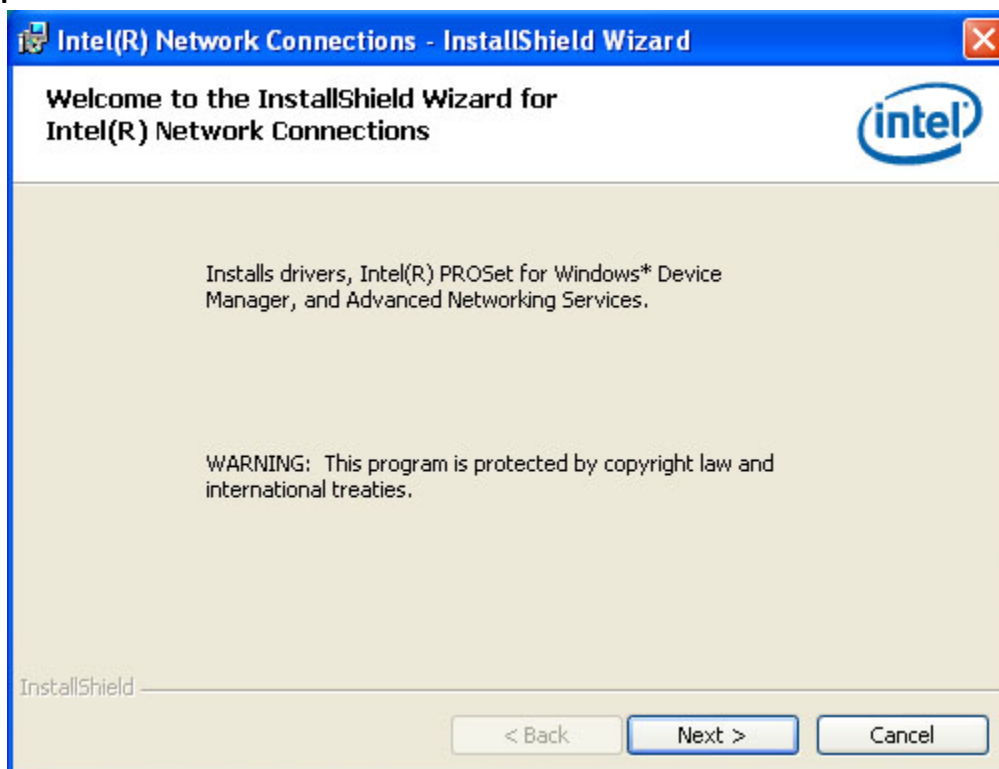 Intel(R) Network Connections - InstallShield Wizard
Welcome to the InstallShield Wizard for
Intel(R) Network Connections
intel
Installs drivers, Intel(R) PROSet for Windows* Device
Manager, and Advanced Networking Services.
WARNING: This program is protected by copyright law and
international treaties.
InstallShield
< Back
Next >
Cancel